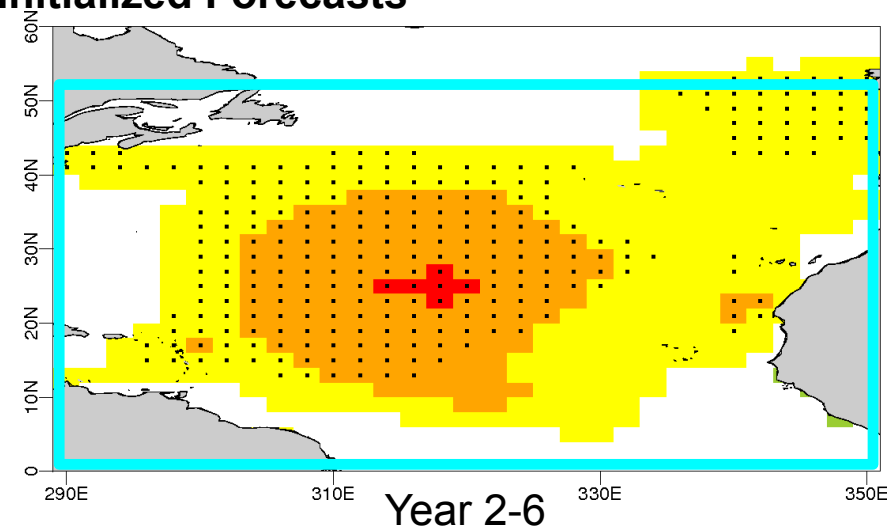 Initialized Forecasts
60N
50N
40N
30N
20N
10N
0
290E 310E 330E 350E
Year 2-6